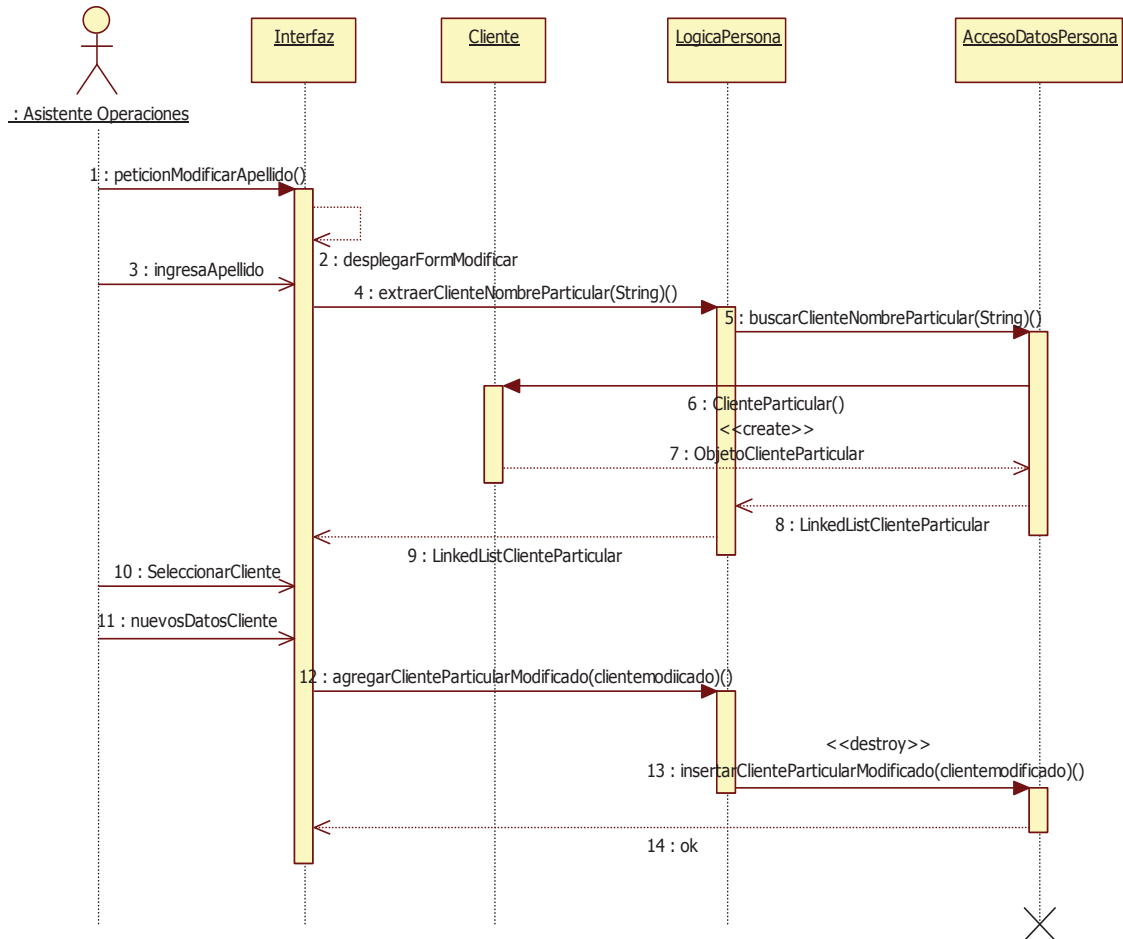 Interfaz
Cliente
LogicaPersona
AccesoDatosPersona
: Asistente Operaciones
1 : peticionModificarApellido()
2 : desplegarFormModificar
3 : ingresaApellido
4 : extraerClienteNombreParticular(String)()
5 : buscarClienteNombreParticular(String)()
6 : ClienteParticular()
<<create>>
7 : ObjetoClienteParticular
8 : LinkedListClienteParticular
9 : LinkedListClienteParticular
10 : SeleccionarCliente
11 : nuevosDatosCliente
12 : agregarClienteParticularModificado(clientemodiicado)()
<<destroy>>
13 : insertarClienteParticularModificado(clientemodificado)()
14 : ok